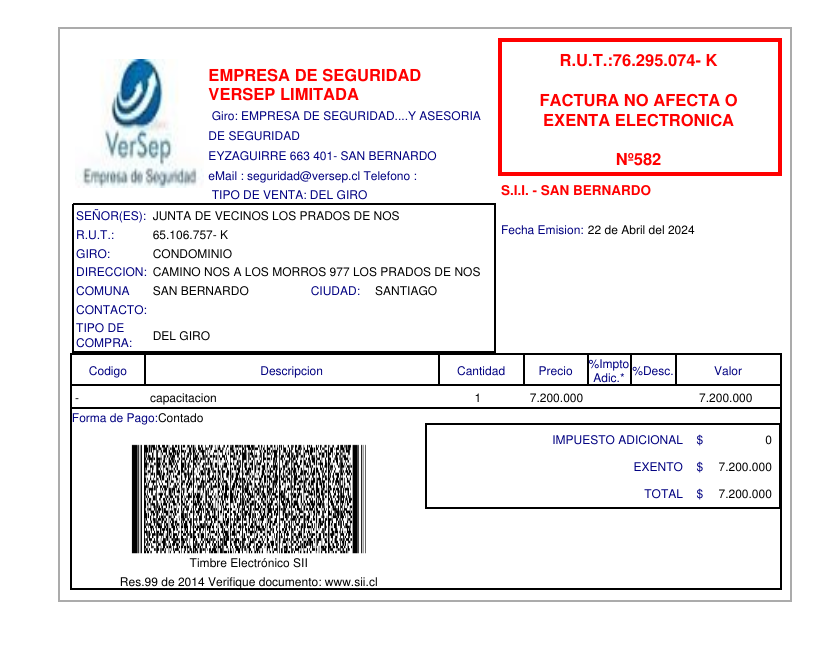 VerSep
Empresa de Seguridad
EMPRESA DE SEGURIDAD
VERSEP LIMITADA
Giro: EMPRESA DE SEGURIDAD....Y ASESORIA
DE SEGURIDAD
EYZAGUIRRE 663 401- SAN BERNARDO
eMail : seguridad@versep.cl Telefono :
TIPO DE VENTA: DEL GIRO
R.U.T.:76.295.074- K
FACTURA NO AFECTA O
EXENTA ELECTRONICA
Nº582
S.I.I. - SAN BERNARDO
Fecha Emision: 22 de Abril del 2024
SEÑOR(ES): JUNTA DE VECINOS LOS PRADOS DE NOS
R.U.T.: 65.106.757- K
GIRO: CONDOMINIO
DIRECCION: CAMINO NOS A LOS MORROS 977 LOS PRADOS DE NOS
COMUNA SAN BERNARDO CIUDAD: SANTIAGO
CONTACTO:
TIPO DE
COMPRA: DEL GIRO
Codigo Descripcion Cantidad Precio %Impto Adic.* %Desc. Valor
- capacitacion 1 7.200.000 7.200.000
Forma de Pago:Contado
IMPUESTO ADICIONAL $ 0
EXENTO $ 7.200.000
TOTAL $ 7.200.000
Timbre Electrónico SII
Res.99 de 2014 Verifique documento: www.sii.cl